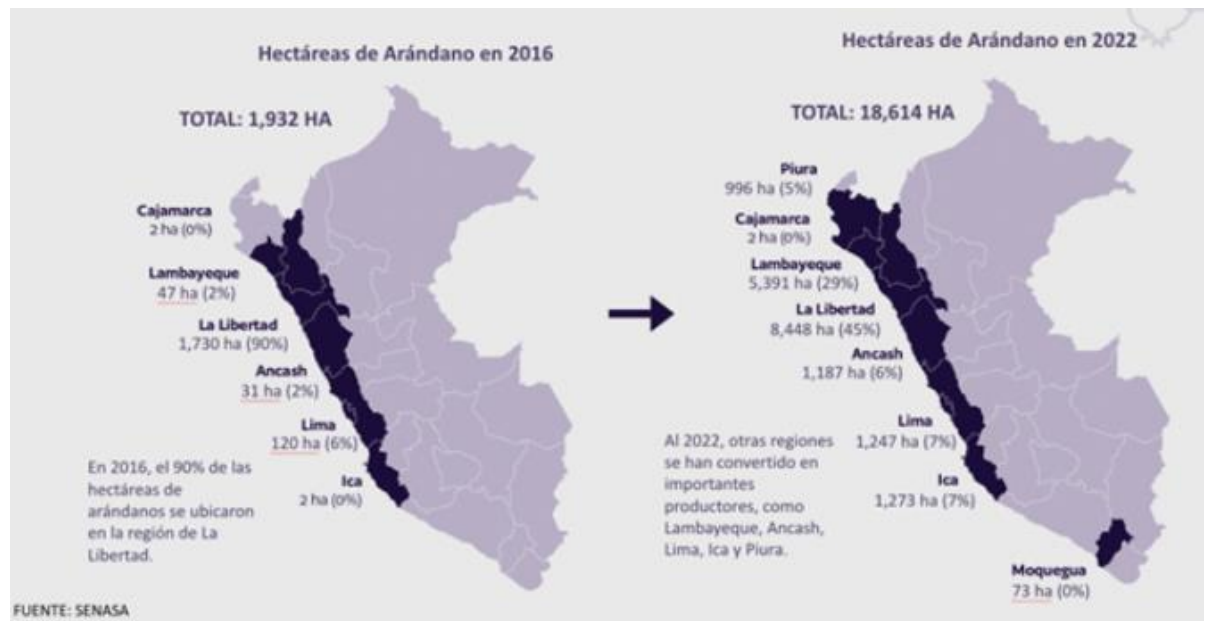 Hectáreas de Arándano en 2016
TOTAL: 1,932 HA
Cajamarca
2 ha (0%)
Lambayeque
47 ha (2%)
La Libertad
1,730 ha (90%)
Ancash
31 ha (2%)
Lima
120 ha (6%)
Ica
2 ha (0%)
En 2016, el 90% de las
hectáreas de
arándanos se ubicaron
en la región de La
Libertad.
Hectáreas de Arándano en 2022
TOTAL: 18,614 HA
Piura
996 ha (5%)
Cajamarca
2 ha (0%)
Lambayeque
5,391 ha (29%)
La Libertad
8,448 ha (45%)
Ancash
1,187 ha (6%)
Lima
1,247 ha (7%)
Ica
1,273 ha (7%)
Moquegua
73 ha (0%)
Al 2022, otras regiones
se han convertido en
importantes
productores, como
Lambayeque, Ancash,
Lima, Ica y Piura.
FUENTE: SENASA